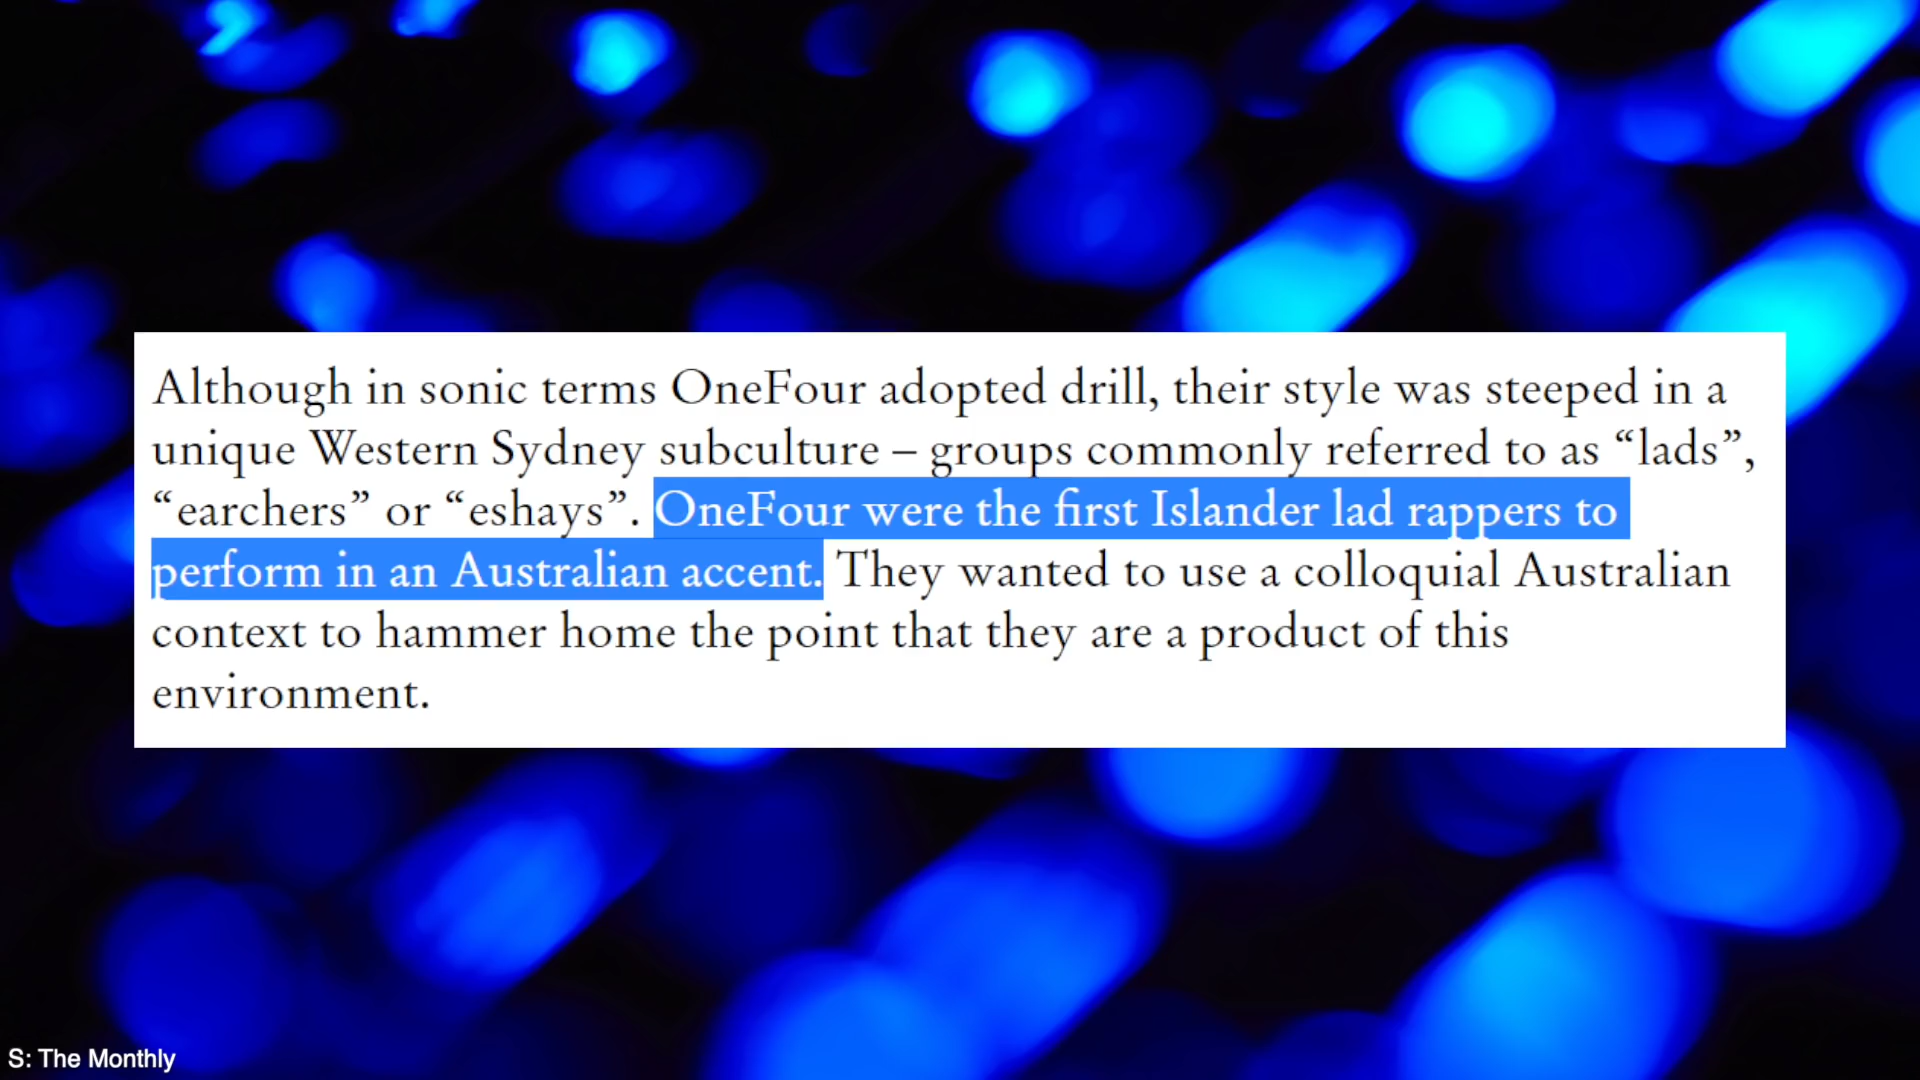 Although in sonic terms OneFour adopted drill, their style was steeped in a
unique Western Sydney subculture – groups commonly referred to as “lads”,
“earchers” or “eshays”. OneFour were the first Islander lad rappers to
perform in an Australian accent. They wanted to use a colloquial Australian
context to hammer home the point that they are a product of this
environment.
S: The Monthly